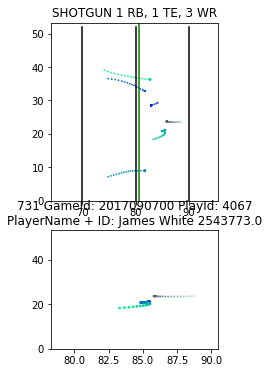 SHOTGUN 1 RB, 1 TE, 3 WR
50
40
30
20
10
0
70 80 90
731 GameId: 2017090700 PlayId: 4067
PlayerName + ID: James White 2543773.0
40
20
0
80.0 82.5 85.0 87.5 90.0